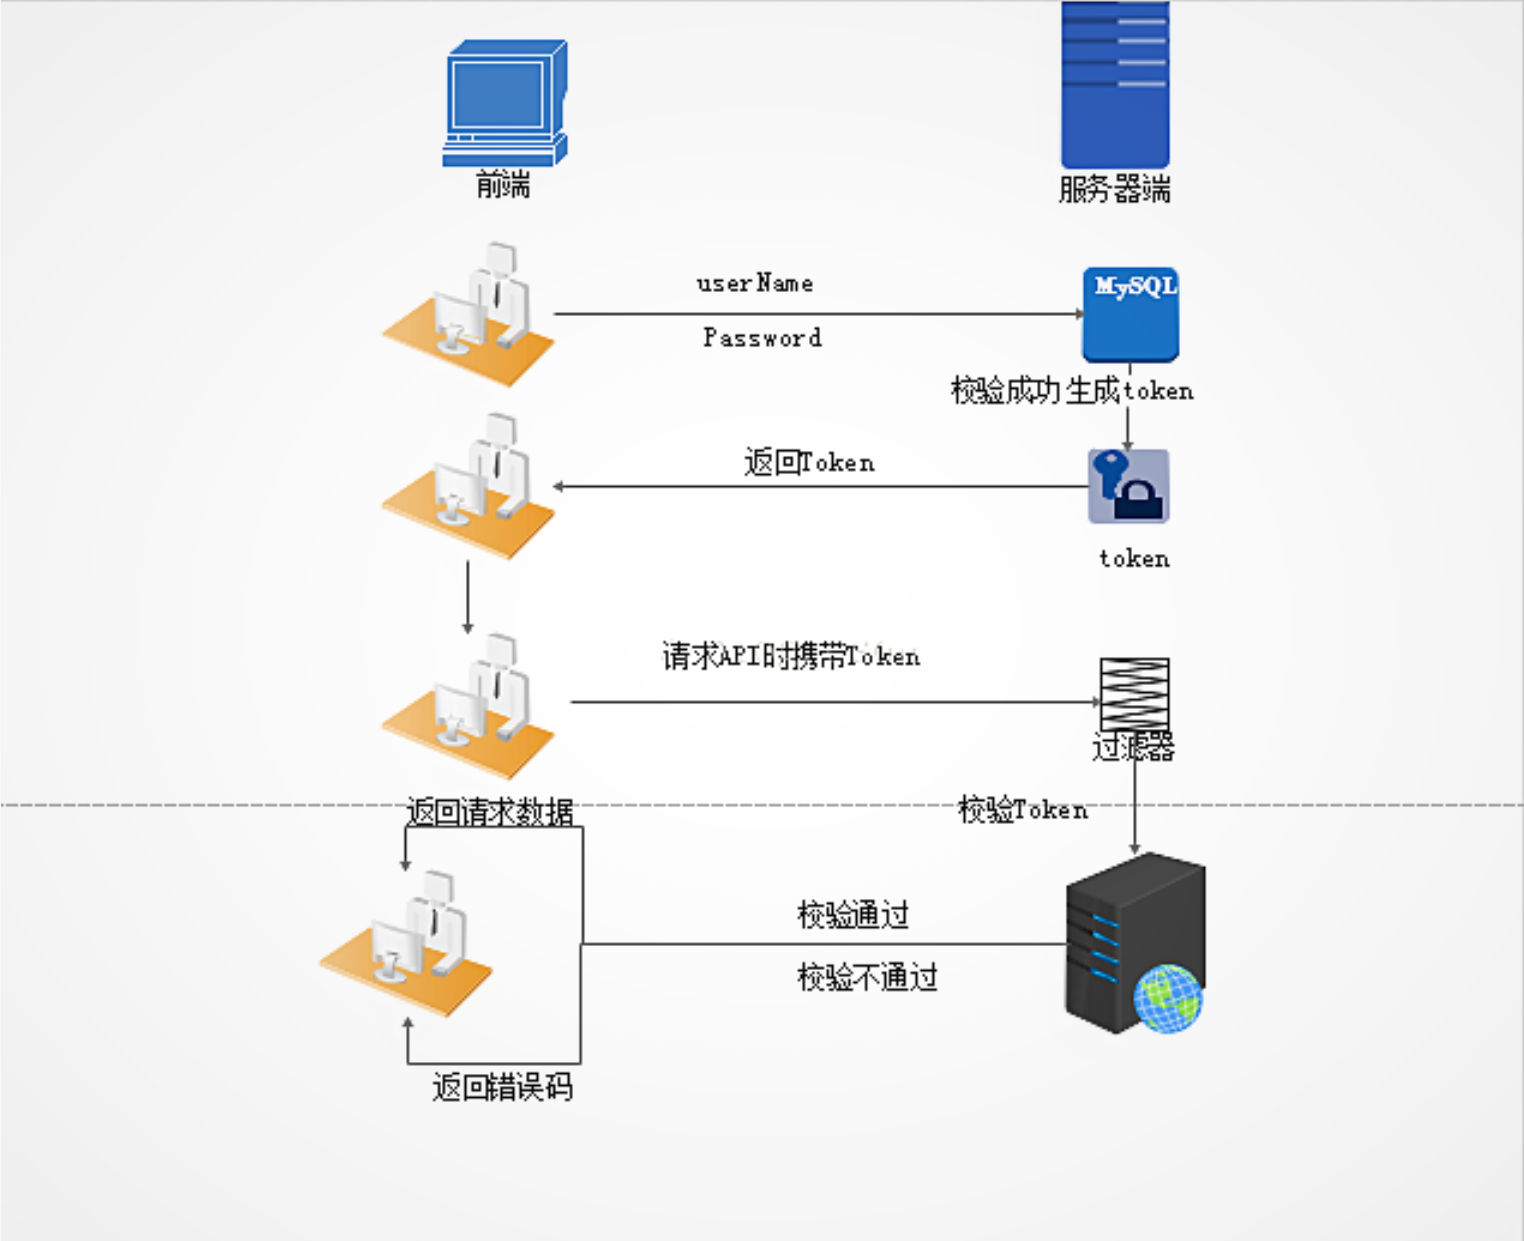 前端
服务器端
userName
MySQL
Password
校验成功生成token
返回Token
token
请求API时携带Token
过滤器
返回请求数据
校验Token
校验通过
校验不通过
返回错误码